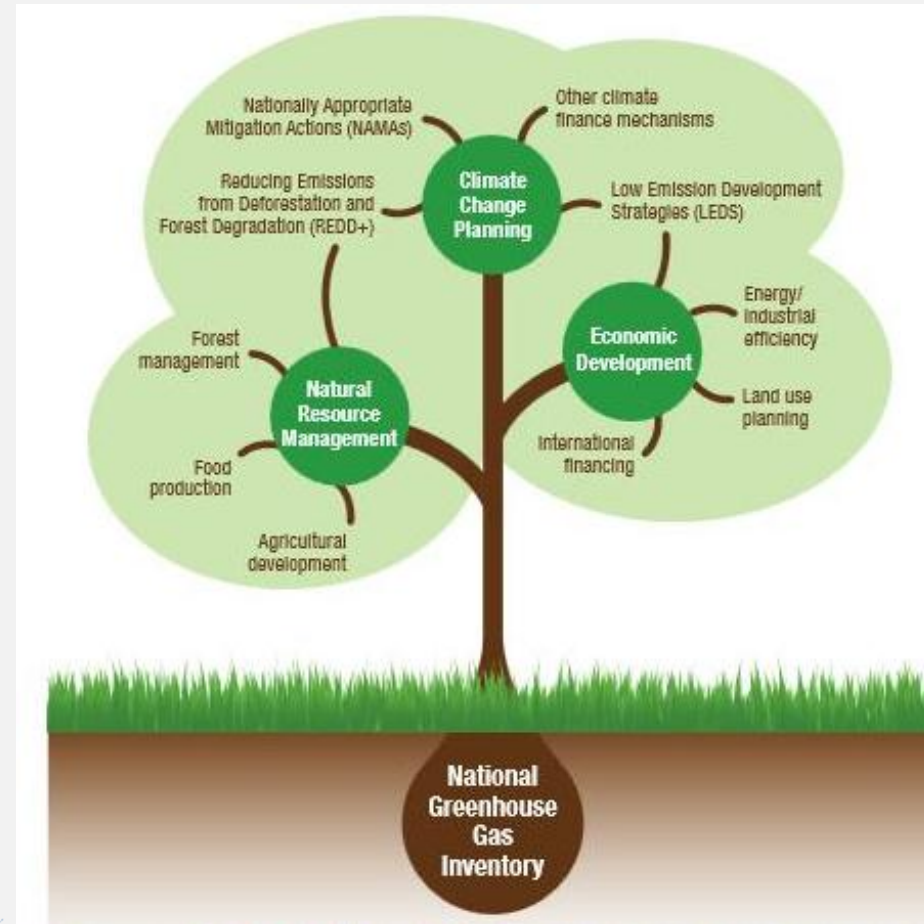 Nationally Appropriate
Mitigation Actions (NAMAs)
Other climate
finance mechanisms
Climate
Change
Planning
Reducing Emissions
from Deforestation and
Forest Degradation (REDD+)
Low Emission Development
Strategies (LEDS)
Energy/
industrial
efficiency
Economic
Development
Forest
management
Natural
Resource
Management
Land use
planning
International
financing
Food
production
Agricultural
development
National
Greenhouse
Gas
Inventory